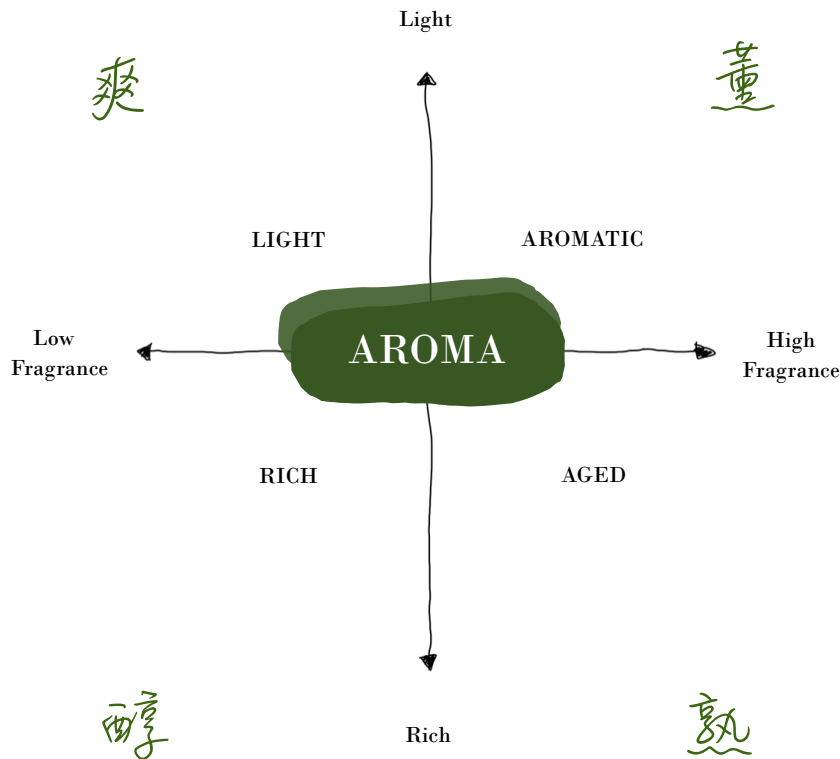 Light
爽
薫
LIGHT
AROMATIC
Low
Fragrance
AROMA
High
Fragrance
RICH
AGED
醇
熟
Rich